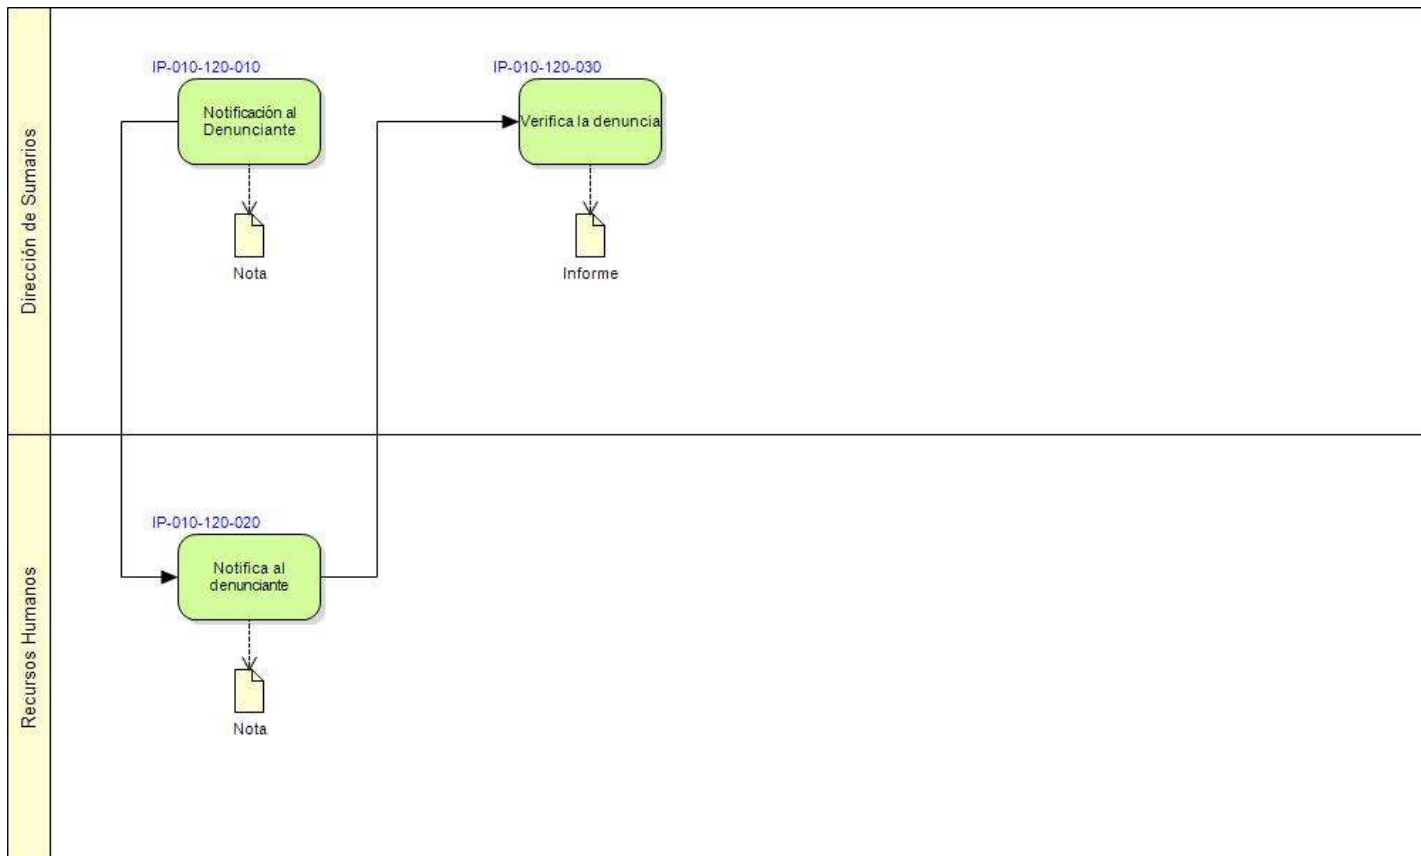 Dirección de Sumarios
IP-010-120-010
Notificación al
Denunciante
Nota
IP-010-120-030
Verifica la denuncia
Informe
Recursos Humanos
IP-010-120-020
Notifica al
denunciante
Nota